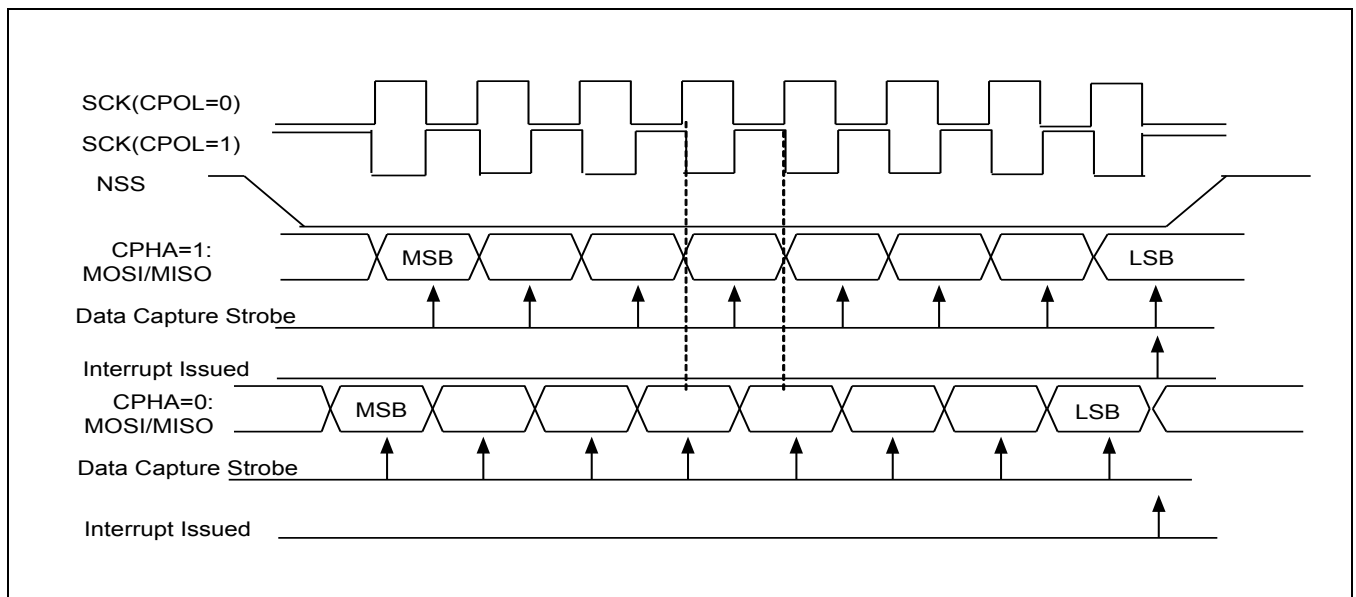 SCK(CPOL=0)
SCK(CPOL=1)
NSS
CPHA=1:
MOSI/MISO
MSB
LSB
Data Capture Strobe
Interrupt Issued
CPHA=0:
MOSI/MISO
MSB
LSB
Data Capture Strobe
Interrupt Issued